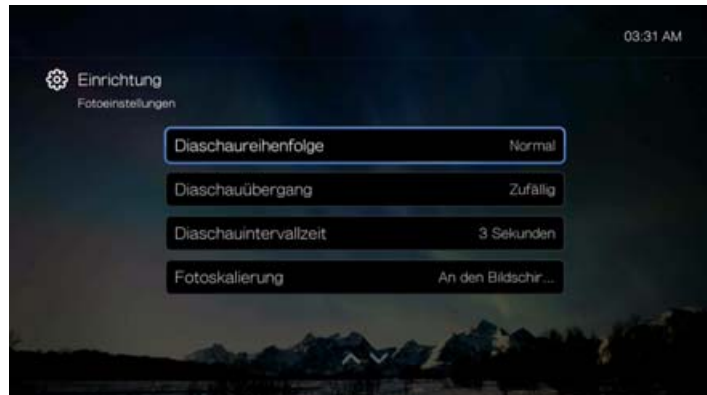 03:31 AM
Einrichtung
Fotoeinstellungen
Diaschaureihenfolge Normal
Diaschauübergang Zufällig
Diaschauintervallzeit 3 Sekunden
Fotoskalierung An den Bildschir...